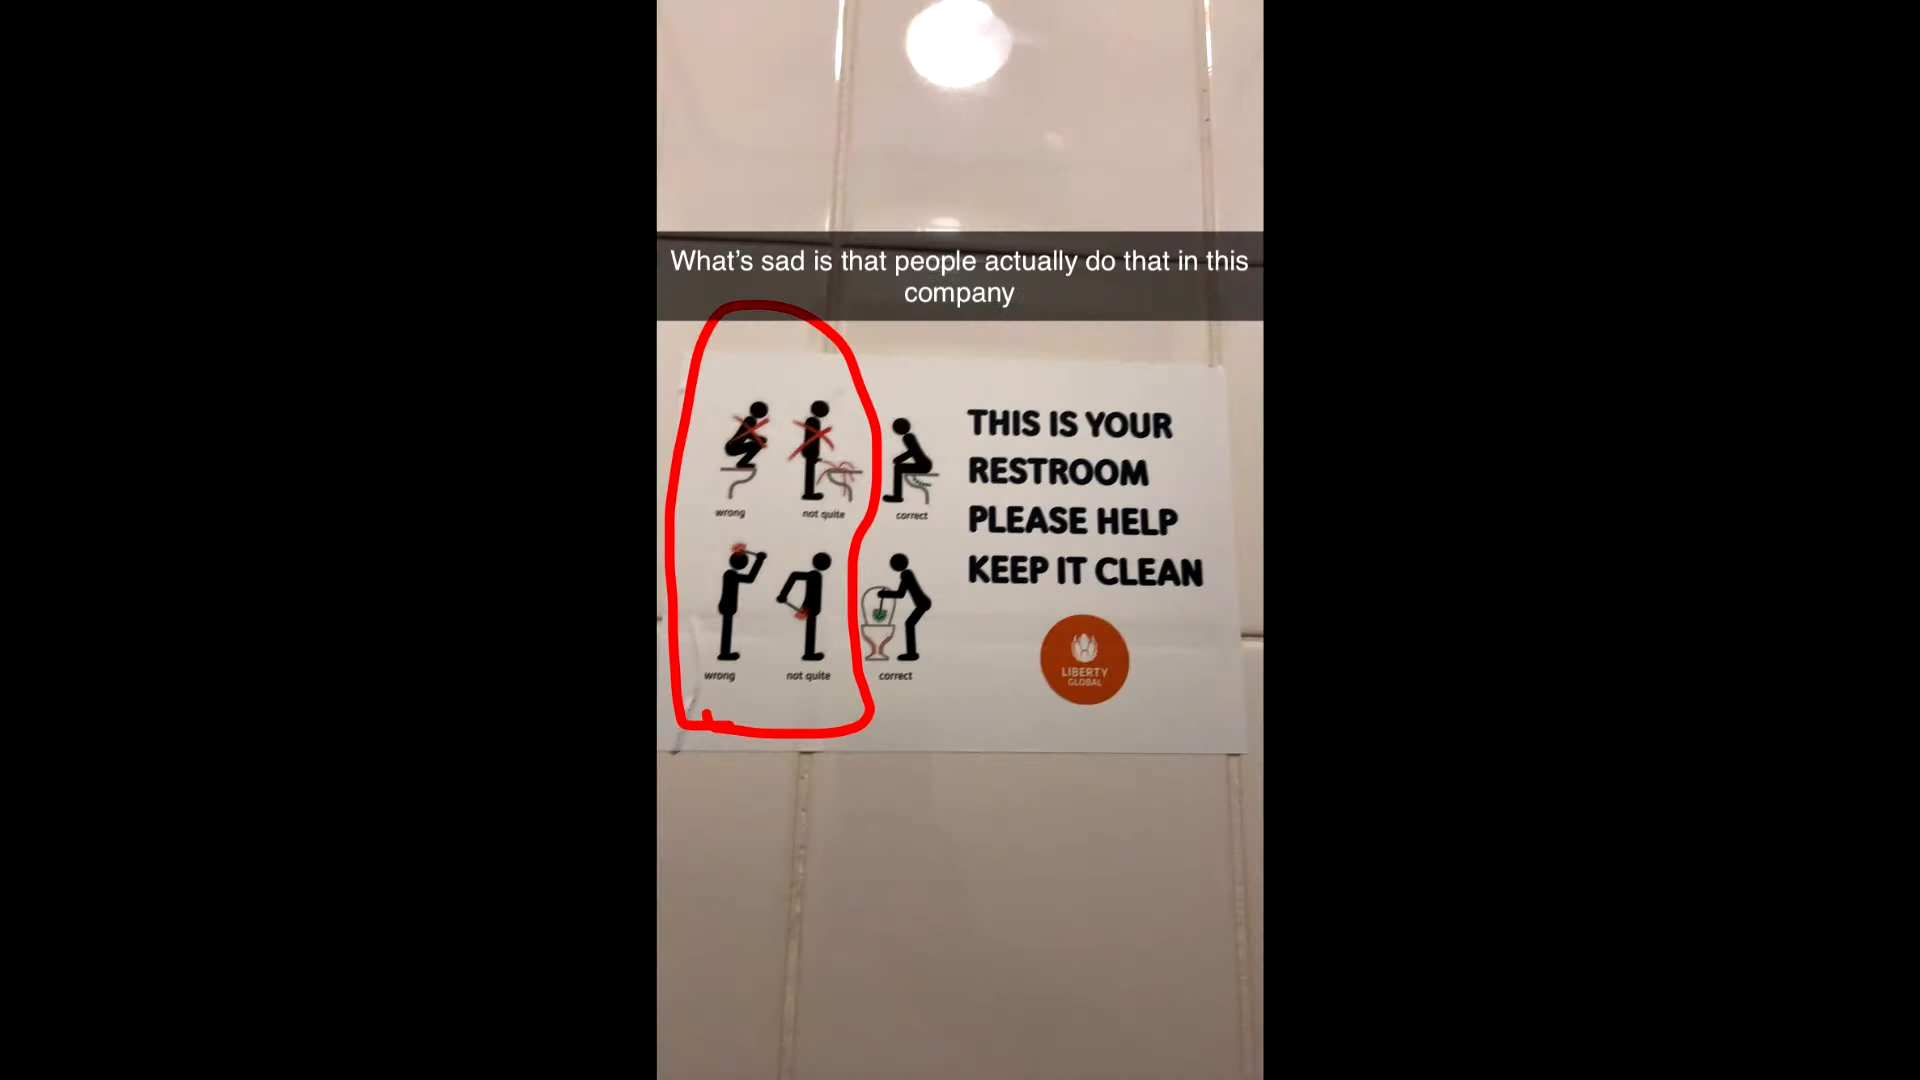 What’s sad is that people actually do that in this
company
THIS IS YOUR
RESTROOM
PLEASE HELP
KEEP IT CLEAN
wrong not quite correct
wrong not quite correct
LIBERTY
GLOBAL